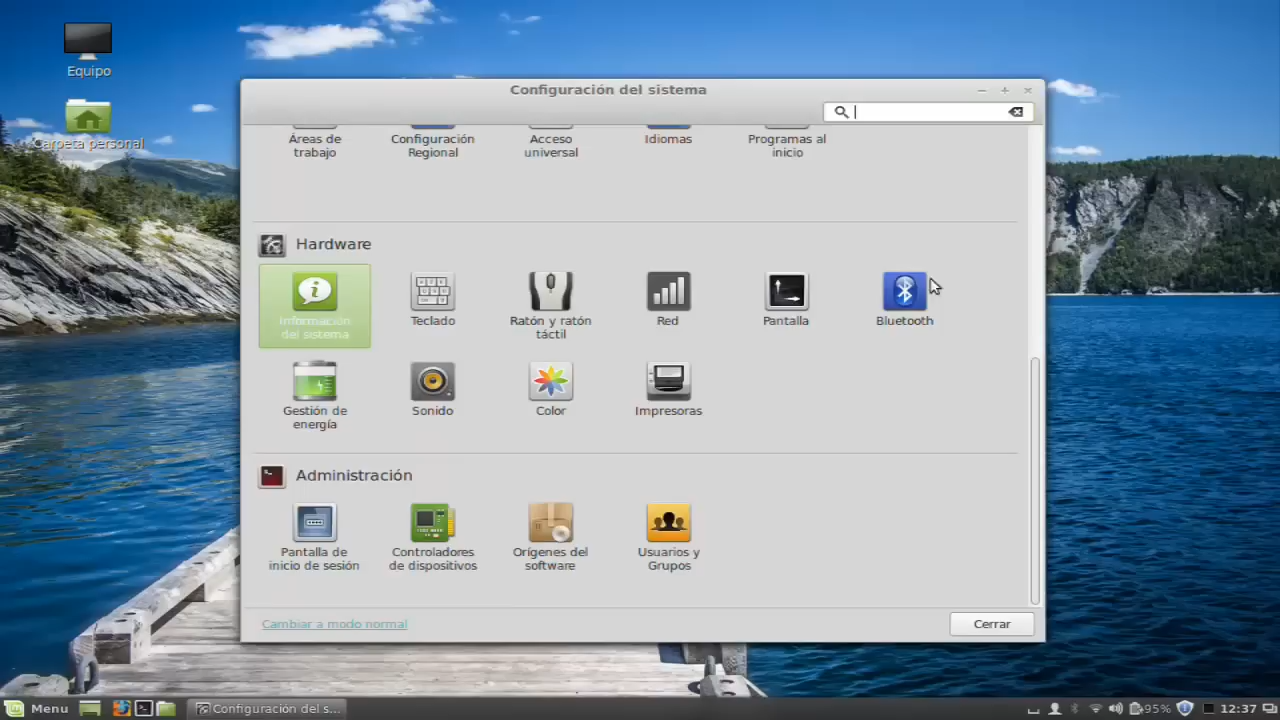 Equipo
Carpeta personal
Configuración del sistema
Áreas de
trabajo
Configuración
Regional
Acceso
universal
Idiomas
Programas al
inicio
Hardware
Información
del sistema
Teclado
Ratón y ratón
táctil
Red
Pantalla
Bluetooth
Gestión de
energía
Sonido
Color
Impresoras
Administración
Pantalla de
inicio de sesión
Controladores
de dispositivos
Orígenes del
software
Usuarios y
Grupos
Cambiar a modo normal
Cerrar
Menu
Configuración del s...
95%
12:37